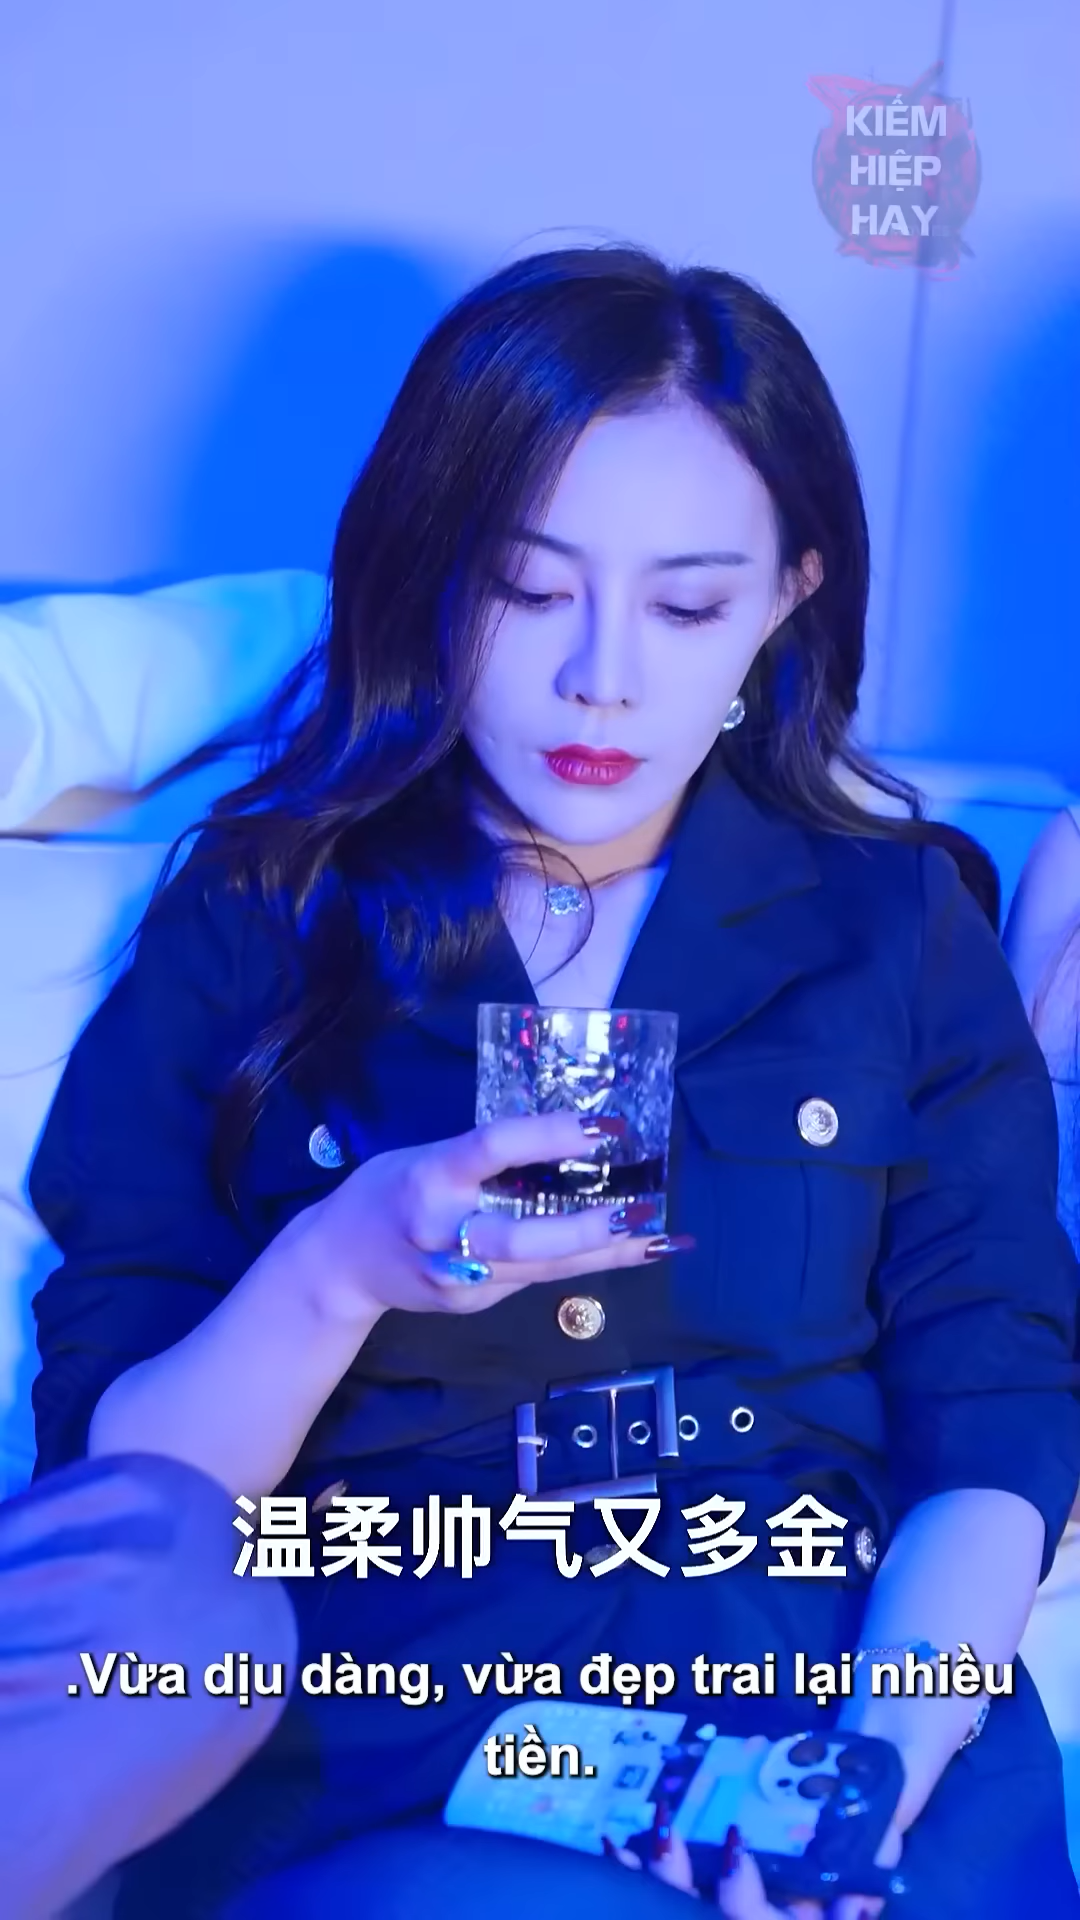 KIẾM
HIỆP
HAY
温柔帅气又多金
.Vừa dịu dàng, vừa đẹp trai lại nhiều
tiền.